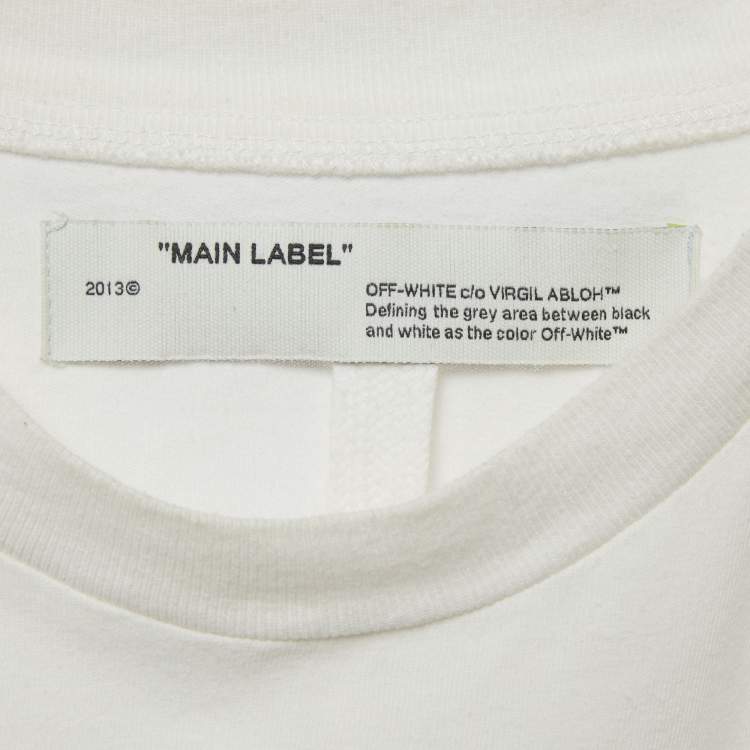 "MAIN LABEL"
2013©
OFF-WHITE c/o VIRGIL ABLOH™
Defining the grey area between black
and white as the color Off-White™